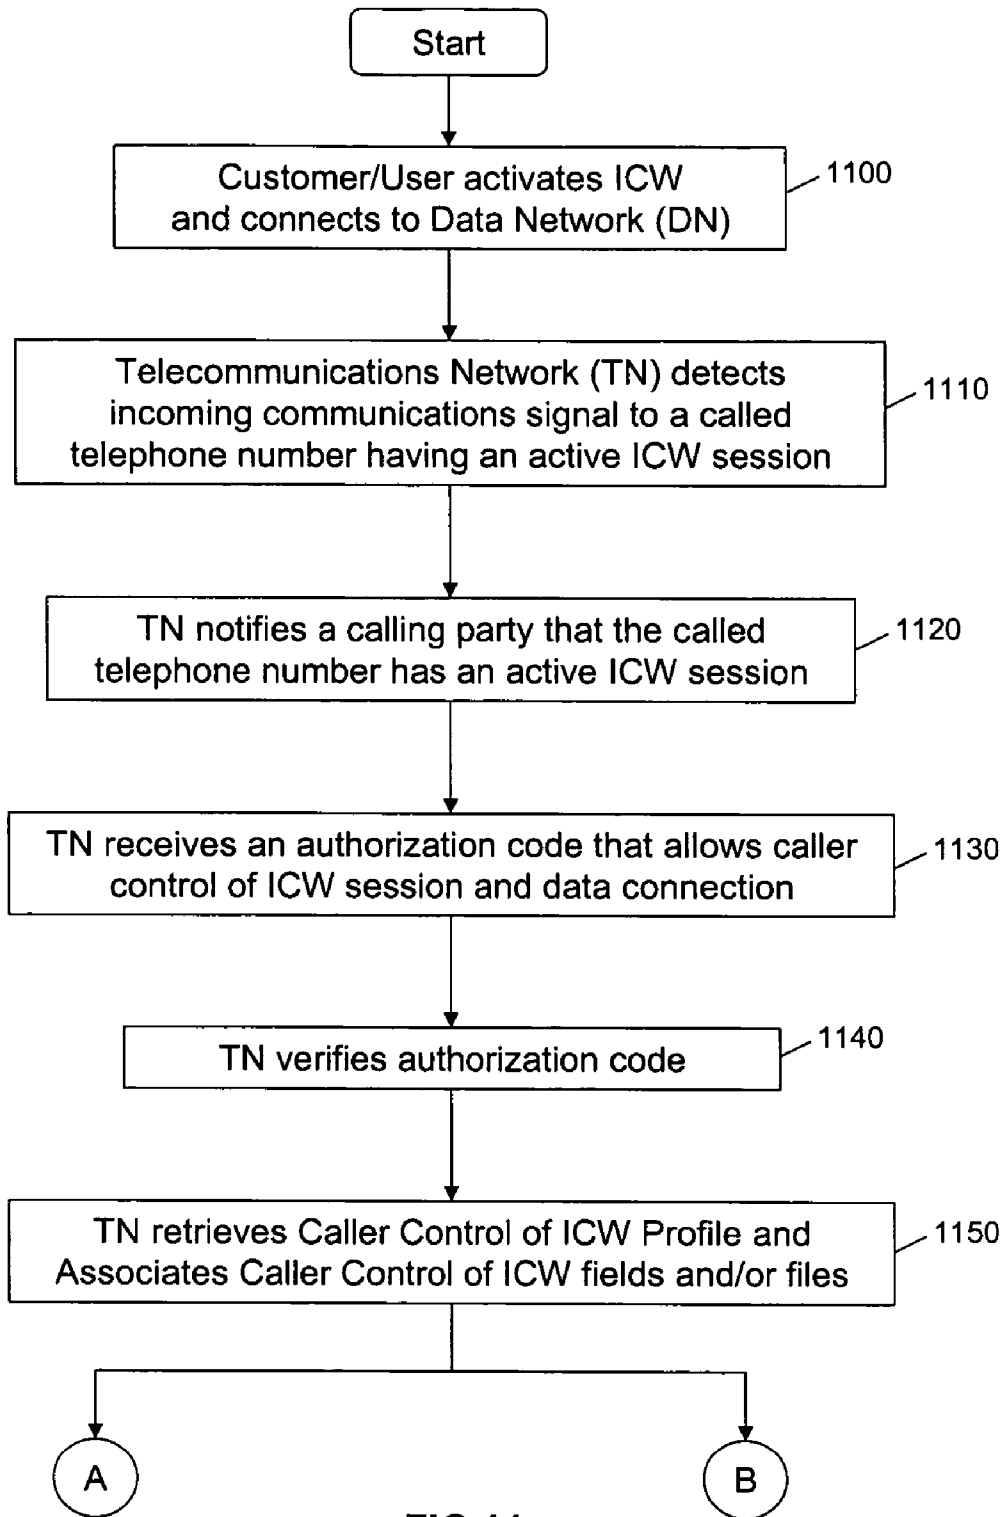 Start
Customer/User activates ICW
and connects to Data Network (DN)
1100
Telecommunications Network (TN) detects
incoming communications signal to a called
telephone number having an active ICW session
1110
TN notifies a calling party that the called
telephone number has an active ICW session
1120
TN receives an authorization code that allows caller
control of ICW session and data connection
1130
TN verifies authorization code
1140
TN retrieves Caller Control of ICW Profile and
Associates Caller Control of ICW fields and/or files
1150
A
B